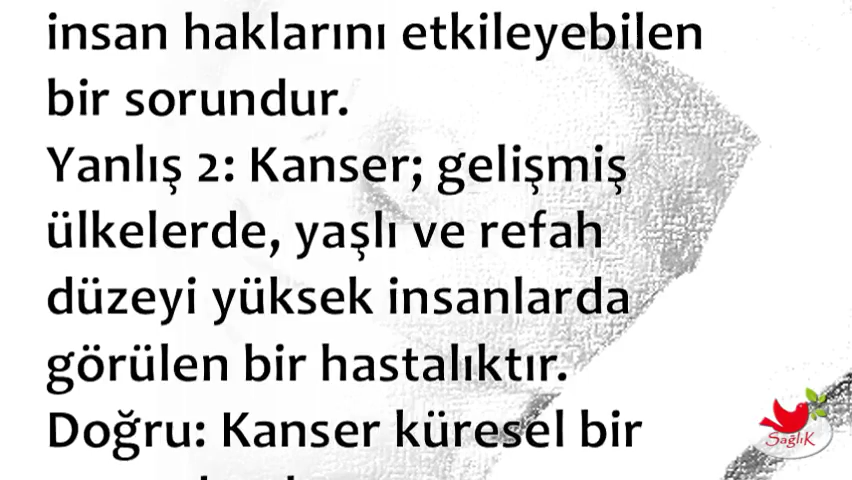 insan haklarını etkileyebilen
bir sorundur.
Yanlış 2: Kanser; gelişmiş
ülkelerde, yaşlı ve refah
düzeyi yüksek insanlarda
görülen bir hastalıktır.
Doğru: Kanser küresel bir
Sağlık